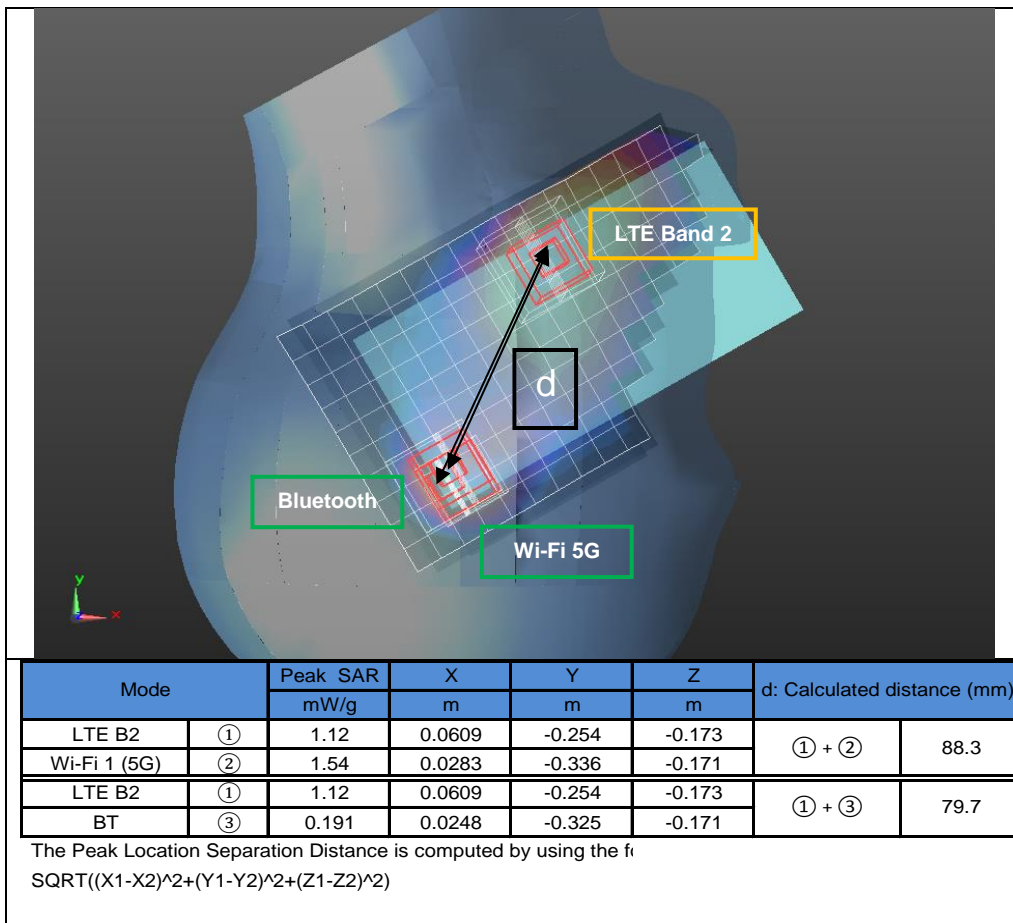 LTE Band 2
d
Bluetooth
Wi-Fi 5G
y
x
Mode Peak SAR X Y Z d: Calculated distance (mm)
mW/g m m m
LTE B2 ① 1.12 0.0609 -0.254 -0.173 ① + ② 88.3
Wi-Fi 1 (5G) ② 1.54 0.0283 -0.336 -0.171
LTE B2 ① 1.12 0.0609 -0.254 -0.173 ① + ③ 79.7
BT ③ 0.191 0.0248 -0.325 -0.171
The Peak Location Separation Distance is computed by using the
SQRT((X1-X2)^2+(Y1-Y2)^2+(Z1-Z2)^2)